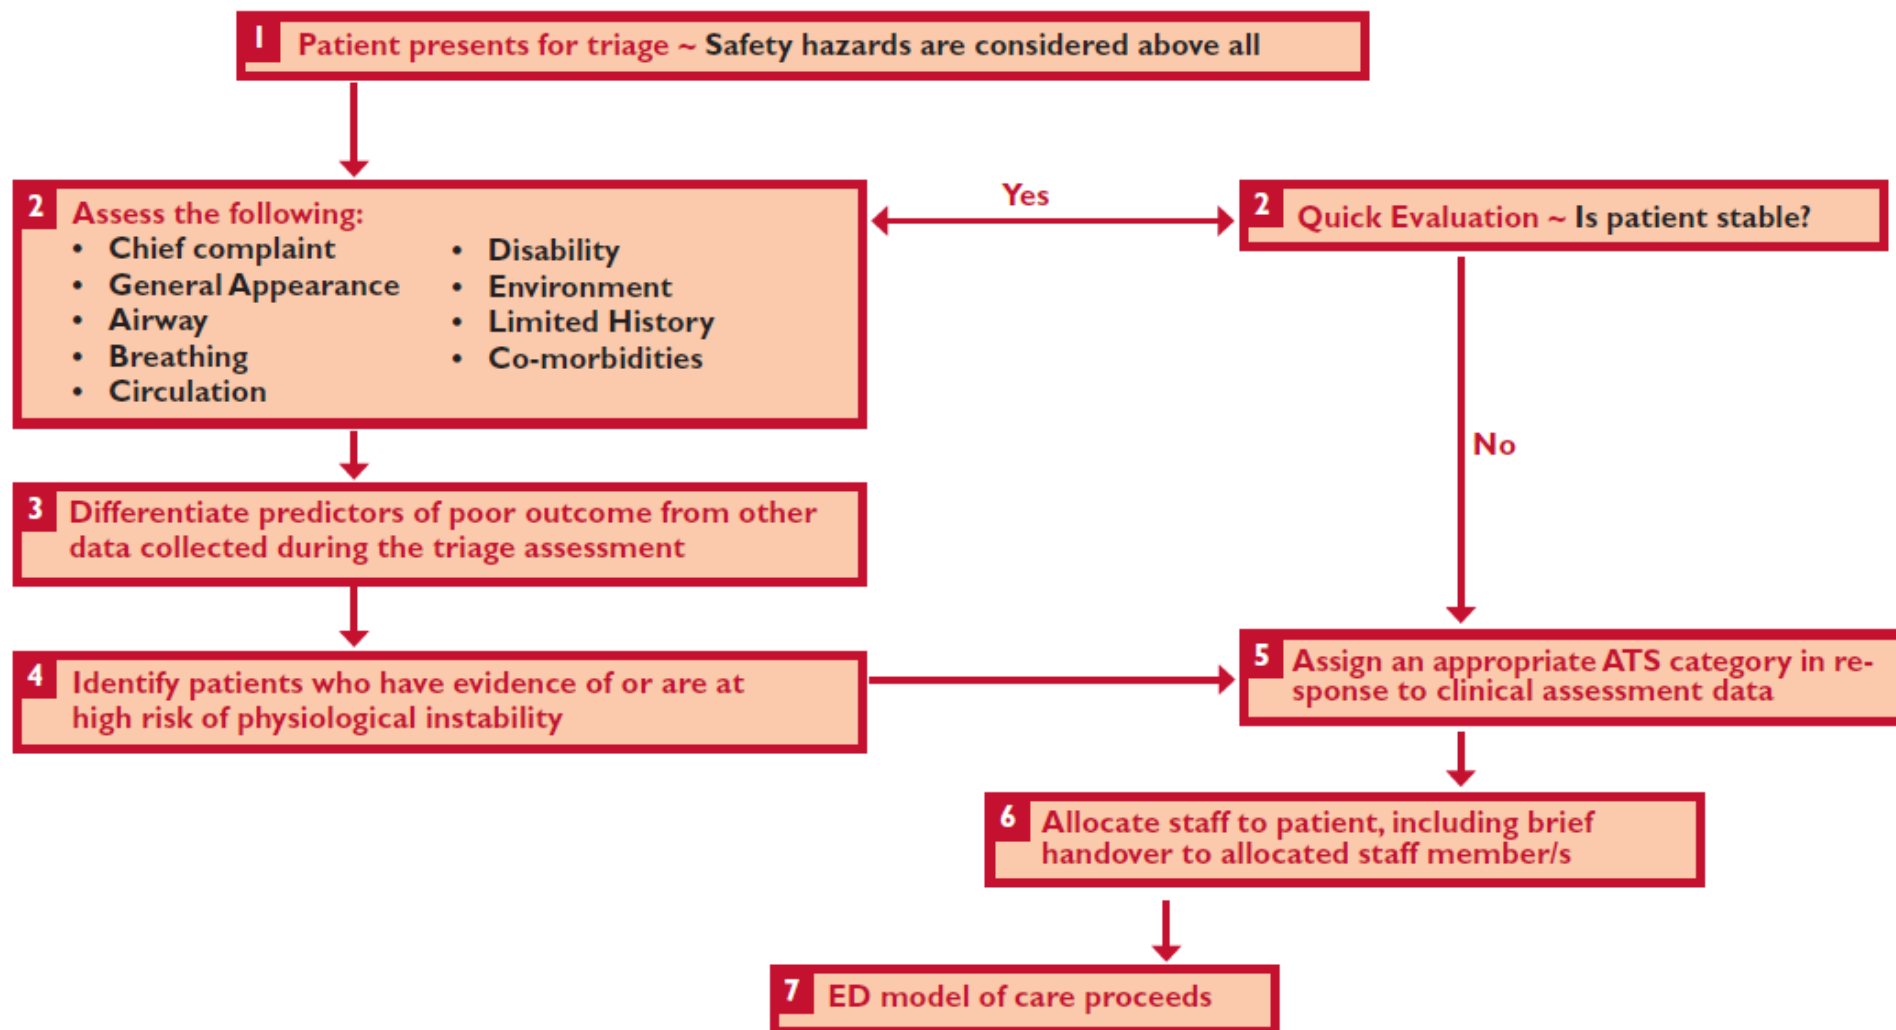 1 Patient presents for triage ~ Safety hazards are considered above all
2 Assess the following:
• Chief complaint
• General Appearance
• Airway
• Breathing
• Circulation
• Disability
• Environment
• Limited History
• Co-morbidities
Yes
2 Quick Evaluation ~ Is patient stable?
No
3 Differentiate predictors of poor outcome from other
data collected during the triage assessment
4 Identify patients who have evidence of or are at
high risk of physiological instability
5 Assign an appropriate ATS category in re-
sponse to clinical assessment data
6 Allocate staff to patient, including brief
handover to allocated staff member/s
7 ED model of care proceeds